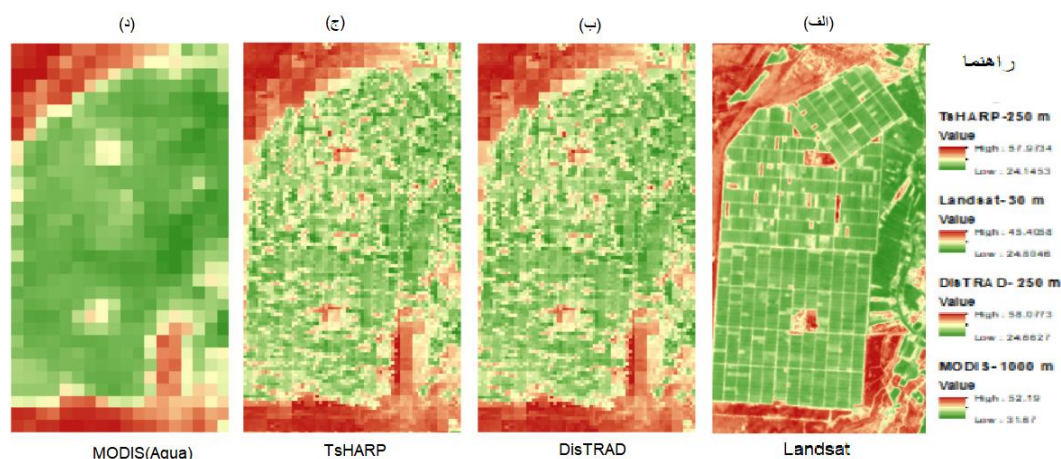 (د)
(ج)
(ب)
(الف)
راهنما
TsHARP-250 m
Value
High : 57.9734
Low : 24.1453
Landsat-30 m
Value
High : 45.4058
Low : 24.8046
DisTRAD-250 m
Value
High : 58.0773
Low : 24.6627
MODIS-1000 m
Value
High : 52.19
Low : 31.67
MODIS(Aqua)
TsHARP
DisTRAD
Landsat